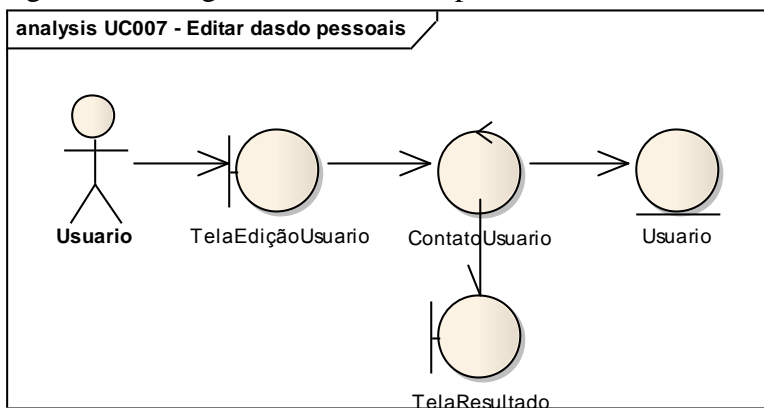 analysis UC007 - Editar dasdo pessoais
Usuario
TelaEdiçãoUsuario
ContatoUsuario
Usuario
TelaResultado